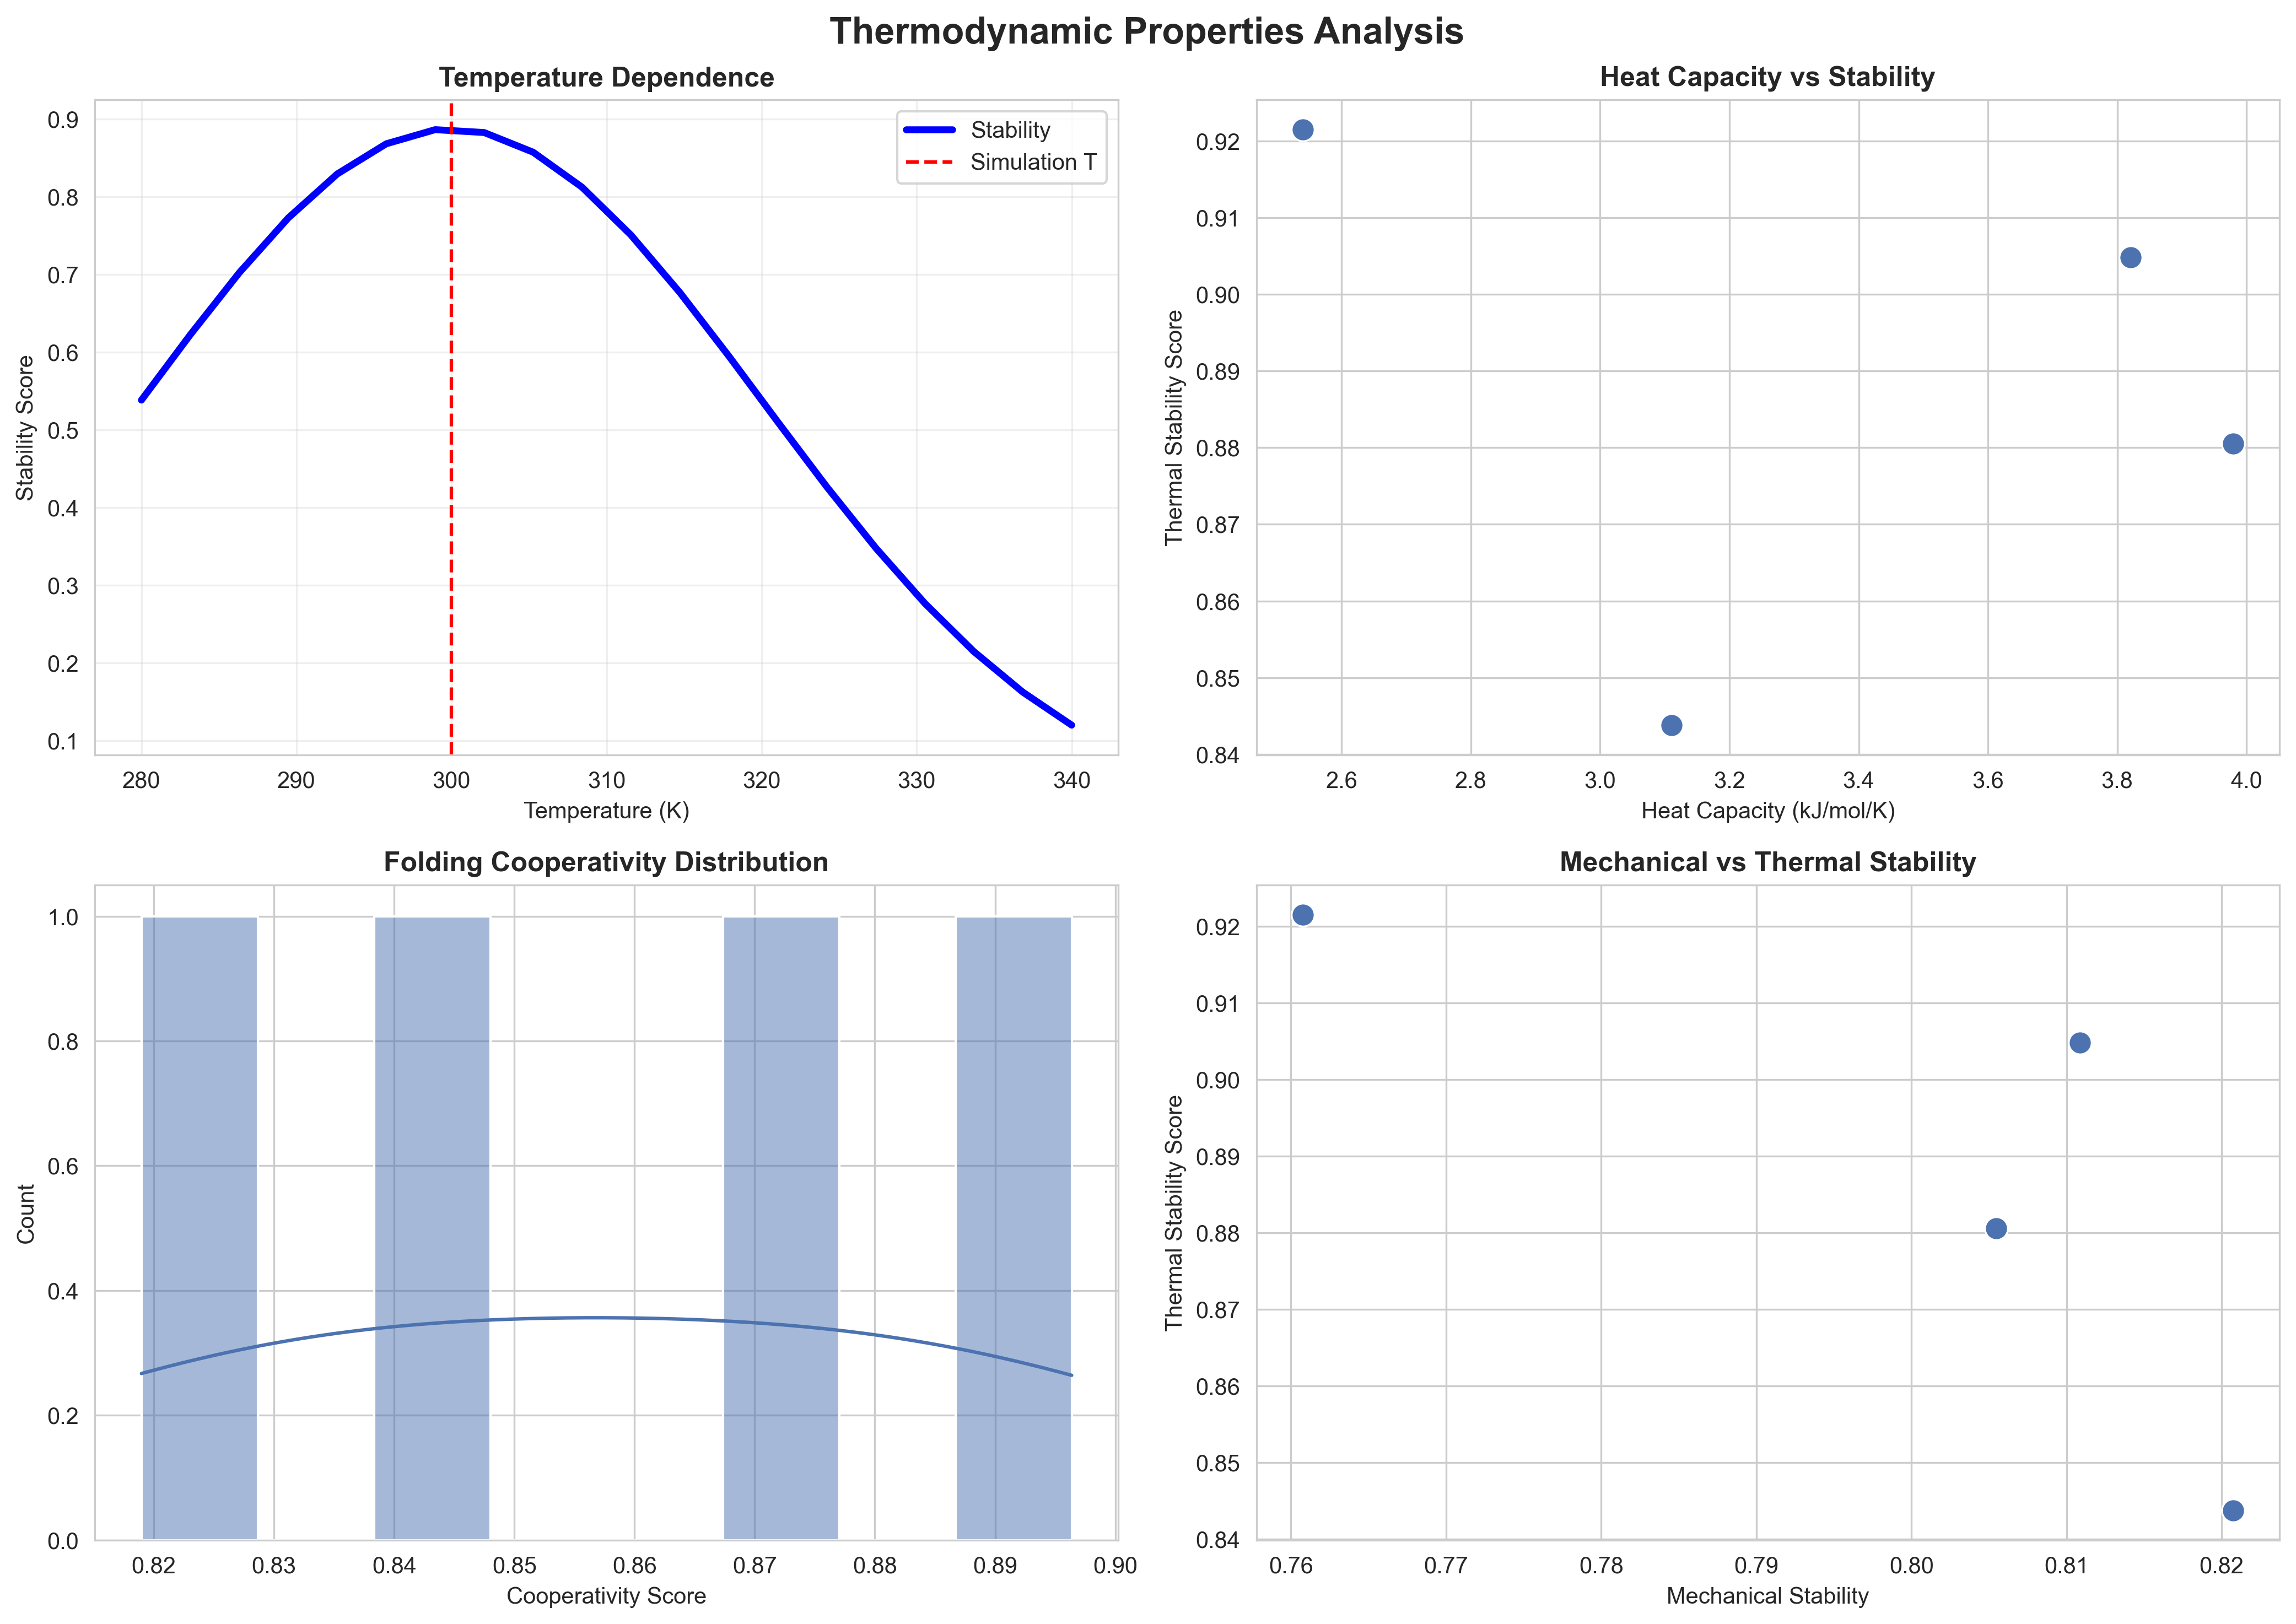 Thermodynamic Properties Analysis
Temperature Dependence
Stability Score
0.9
0.8
0.7
0.6
0.5
0.4
0.3
0.2
0.1
Stability
Simulation T
280 290 300 310 320 330 340
Temperature (K)
Heat Capacity vs Stability
Thermal Stability Score
0.92
0.91
0.90
0.89
0.88
0.87
0.86
0.85
0.84
2.6 2.8 3.0 3.2 3.4 3.6 3.8 4.0
Heat Capacity (kJ/mol/K)
Folding Cooperativity Distribution
Count
1.0
0.8
0.6
0.4
0.2
0.0
0.82 0.83 0.84 0.85 0.86 0.87 0.88 0.89 0.90
Cooperativity Score
Mechanical vs Thermal Stability
Thermal Stability Score
0.92
0.91
0.90
0.89
0.88
0.87
0.86
0.85
0.84
0.76 0.77 0.78 0.79 0.80 0.81 0.82
Mechanical Stability